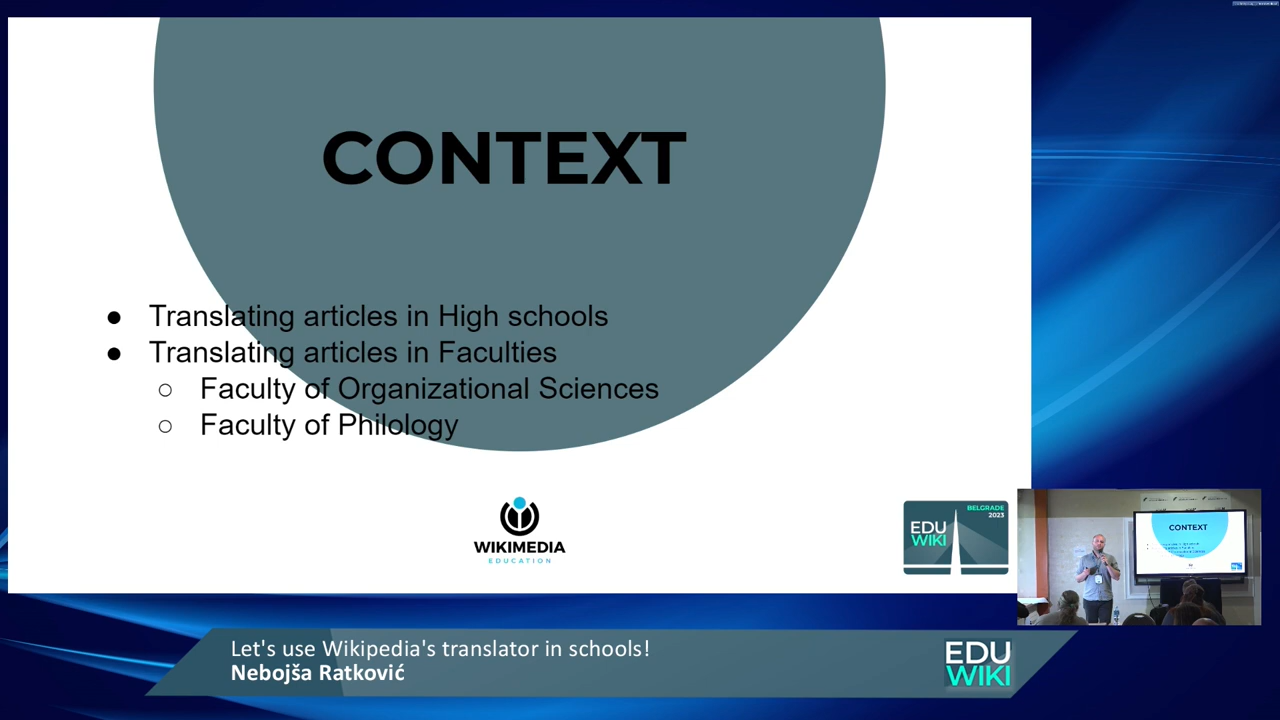 CONTEXT
● Translating articles in High schools
● Translating articles in Faculties
○ Faculty of Organizational Sciences
○ Faculty of Philology
WIKIMEDIA
EDUCATION
BELGRADE
2023
EDU
WIKI
CONTEXT
Let's use Wikipedia's translator in schools!
Nebojša Ratković
EDU
WIKI